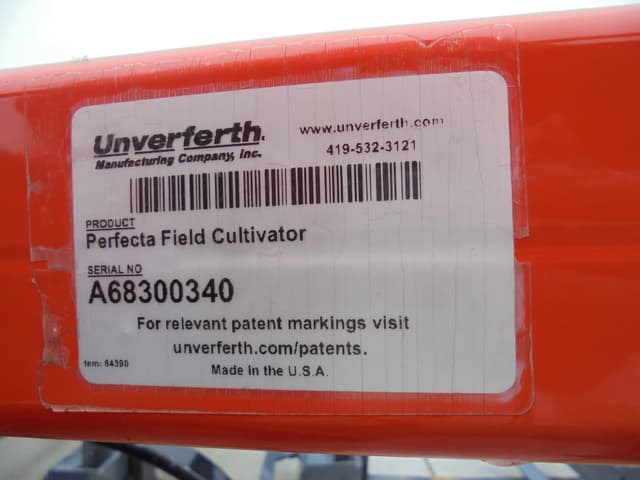 Unverferth.
Manufacturing Company, Inc.
www.unverferth.com
419-532-3121
PRODUCT
Perfecta Field Cultivator
SERIAL NO
A68300340
For relevant patent markings visit
unverferth.com/patents.
Item: 64390
Made in the U.S.A.